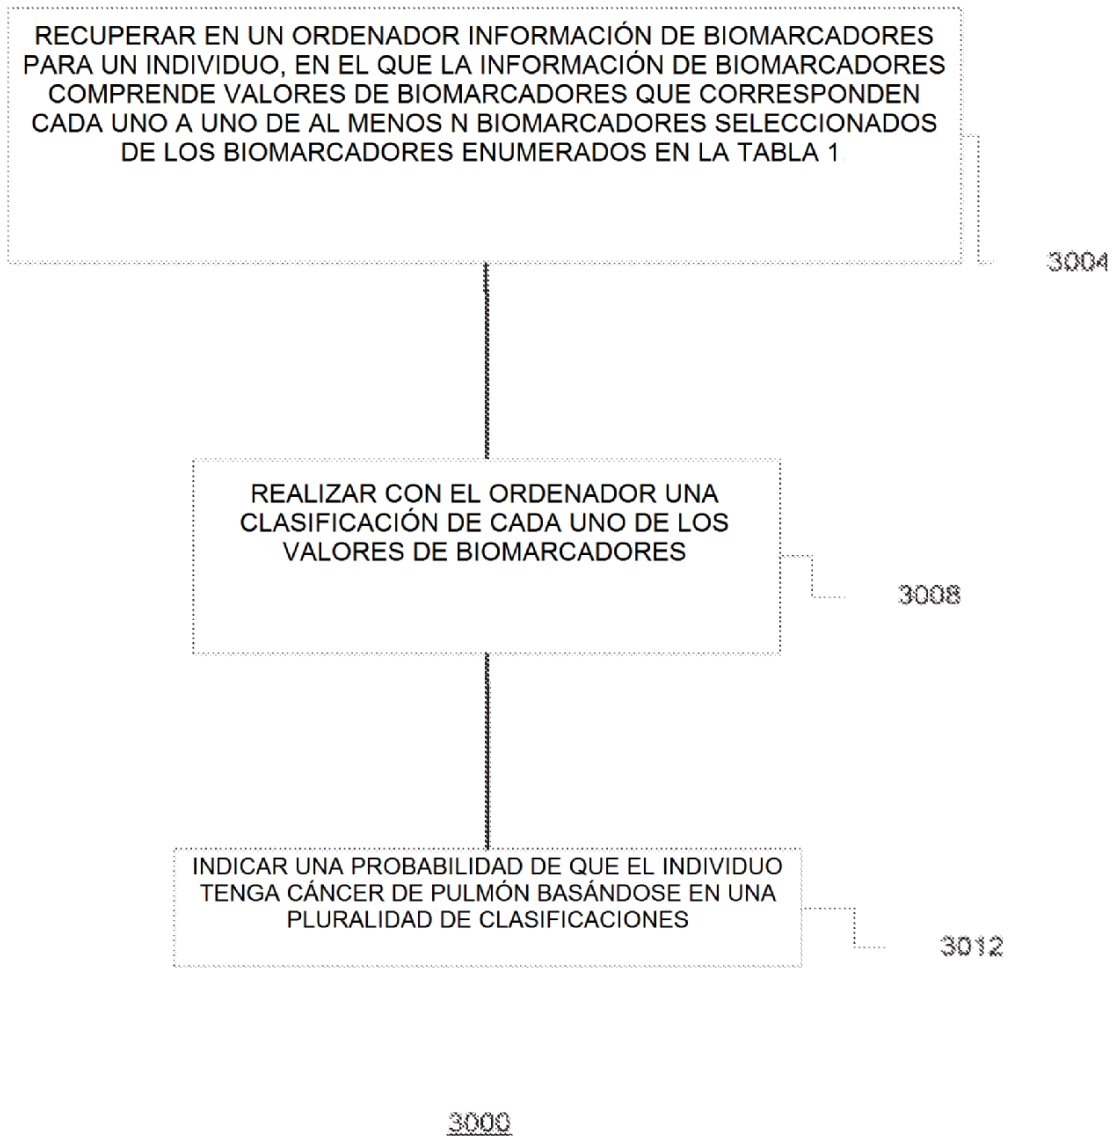 RECUPERAR EN UN ORDENADOR INFORMACIÓN DE BIOMARCADORES
PARA UN INDIVIDUO, EN EL QUE LA INFORMACIÓN DE BIOMARCADORES
COMPRENDE VALORES DE BIOMARCADORES QUE CORRESPONDEN
CADA UNO A UNO DE AL MENOS N BIOMARCADORES SELECCIONADOS
DE LOS BIOMARCADORES ENUMERADOS EN LA TABLA 1
3004
REALIZAR CON EL ORDENADOR UNA
CLASIFICACIÓN DE CADA UNO DE LOS
VALORES DE BIOMARCADORES
3008
INDICAR UNA PROBABILIDAD DE QUE EL INDIVIDUO
TENGA CÁNCER DE PULMÓN BASÁNDOSE EN UNA
PLURALIDAD DE CLASIFICACIONES
3012
3000